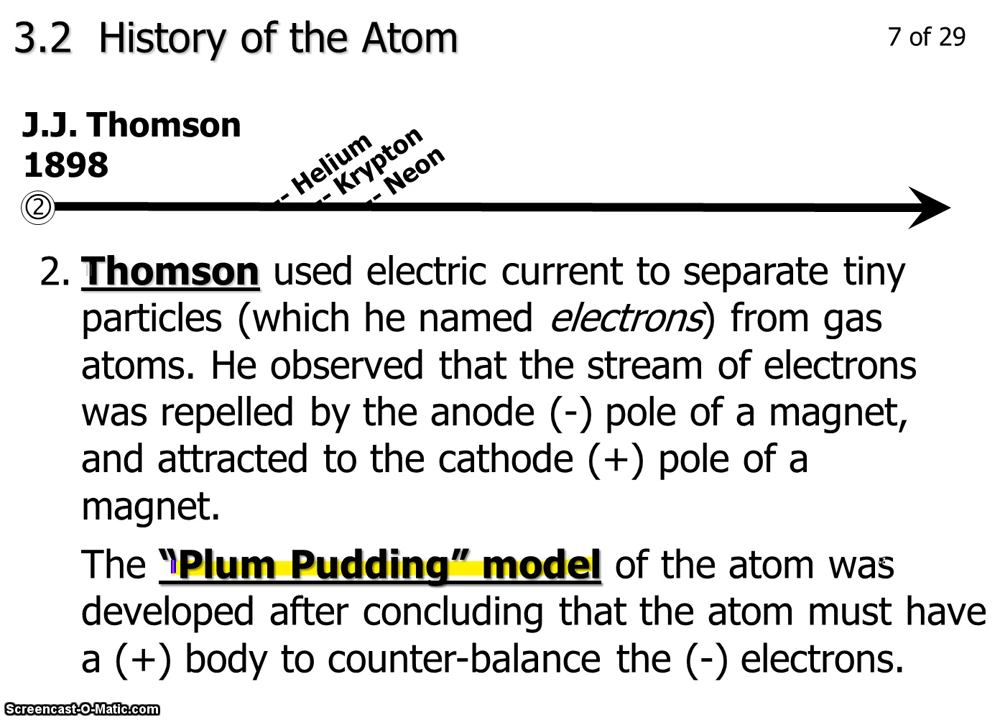 3.2 History of the Atom
7 of 29
J.J. Thomson
1898
-- Helium
-- Krypton
-- Neon
2
2. Thomson used electric current to separate tiny
particles (which he named electrons) from gas
atoms. He observed that the stream of electrons
was repelled by the anode (-) pole of a magnet,
and attracted to the cathode (+) pole of a
magnet.
The “Plum Pudding” model of the atom was
developed after concluding that the atom must have
a (+) body to counter-balance the (-) electrons.
Screencast-O-Matic.com